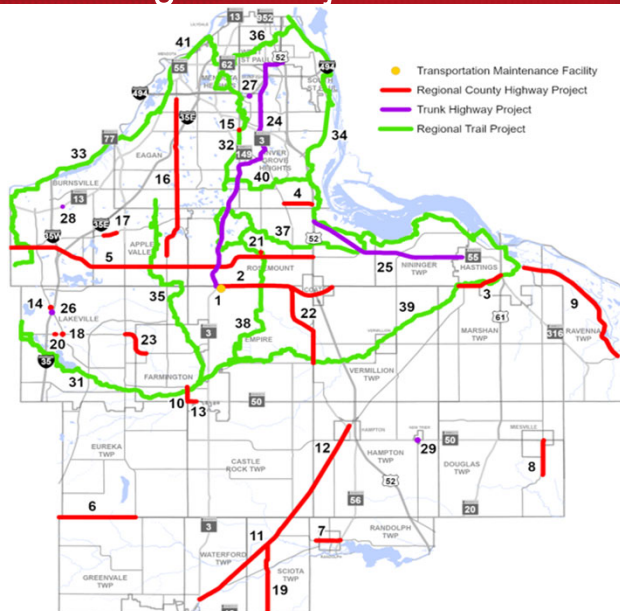 13
952
41
36
55
62
52
ST PAUL
27
494
494
35E
Transportation Maintenance Facility
Regional County Highway Project
Trunk Highway Project
Regional Trail Project
15
24
77
3
34
32
149
EAGAN
HEIGHTS
33
16
40
BURNSVILLE
4
13
28
35E
17
37
35W
APPLE
VALLEY
21
52
5
ROSEMOUNT
25
NININGER
TWP
55
HASTINGS
2
3
1
14
26
35
22
39
9
LAKEVILLE
61
MARSHAN
TWP
316
RAVENNA
TWP
18
20
23
3
38
EMPIRE
35
31
FARMINGTON
VERMILLION
TWP
10
13
50
EUREKA
TWP
CASTLE
ROCK TWP
12
HAMPTON
HAMPTON
TWP
29
50
DOUGLAS
TWP
MIESVILLE
8
52
6
56
20
3
11
7
RANDOLPH
TWP
WATERFORD
TWP
GREENVALE
TWP
SCIOTA
TWP
19